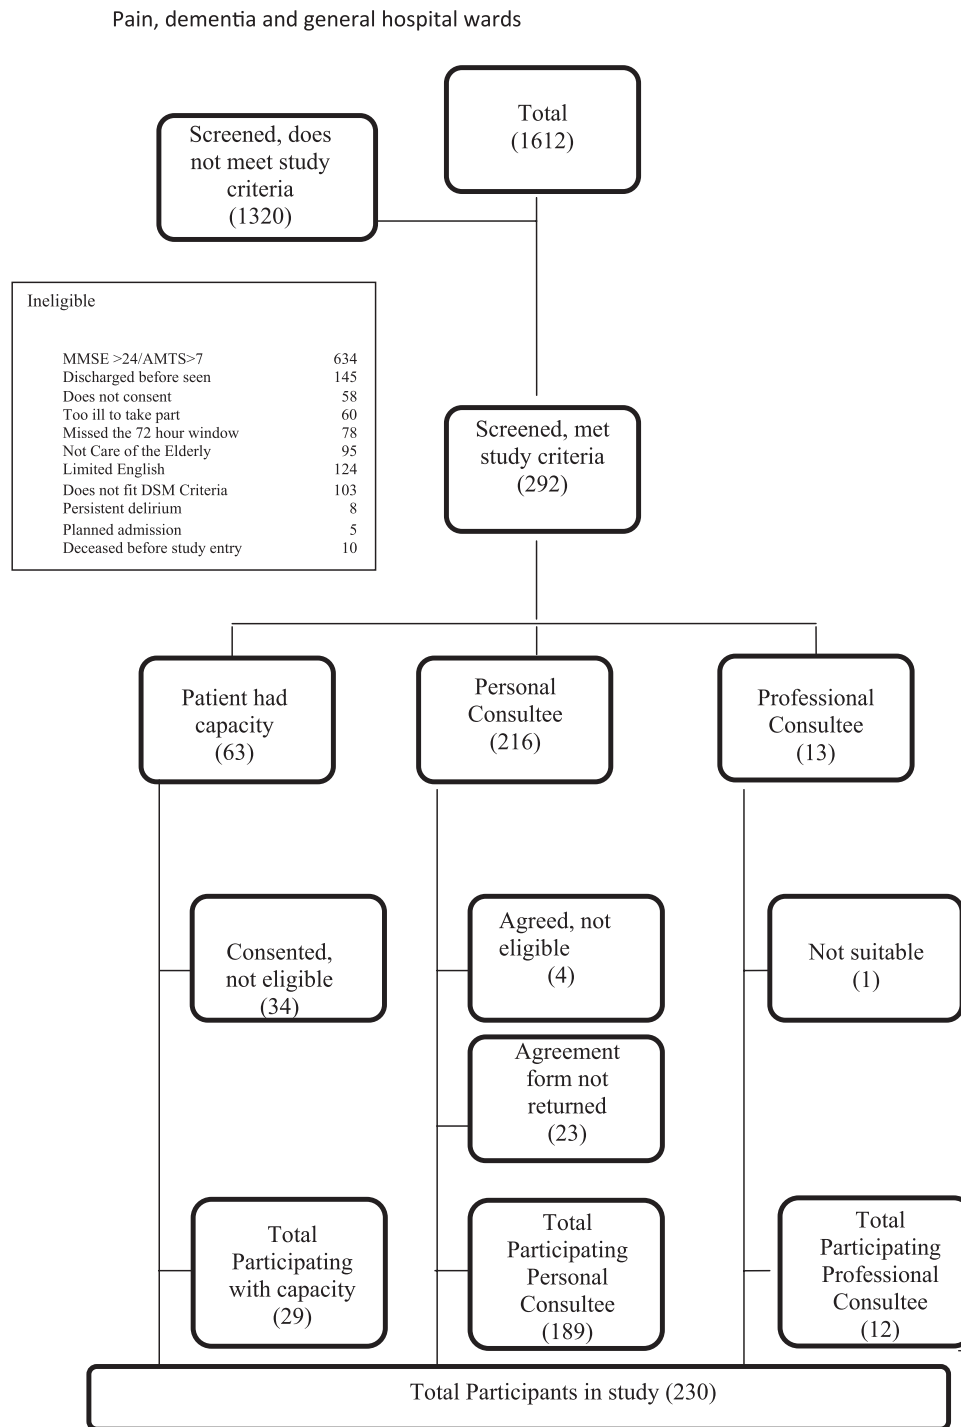 Pain, dementia and general hospital wards
Total
(1612)
Screened, does
not meet study
criteria
(1320)
Ineligible
MMSE >24/AMTS>7 634
Discharged before seen 145
Does not consent 58
Too ill to take part 60
Missed the 72 hour window 78
Not Care of the Elderly 95
Limited English 124
Does not fit DSM Criteria 103
Persistent delirium 8
Planned admission 5
Deceased before study entry 10
Screened, met
study criteria
(292)
Patient had
capacity
(63)
Personal
Consultee
(216)
Professional
Consultee
(13)
Consented,
not eligible
(34)
Agreed, not
eligible
(4)
Not suitable
(1)
Agreement
form not
returned
(23)
Total
Participating
with capacity
(29)
Total
Participating
Personal
Consultee
(189)
Total
Participating
Professional
Consultee
(12)
Total Participants in study (230)